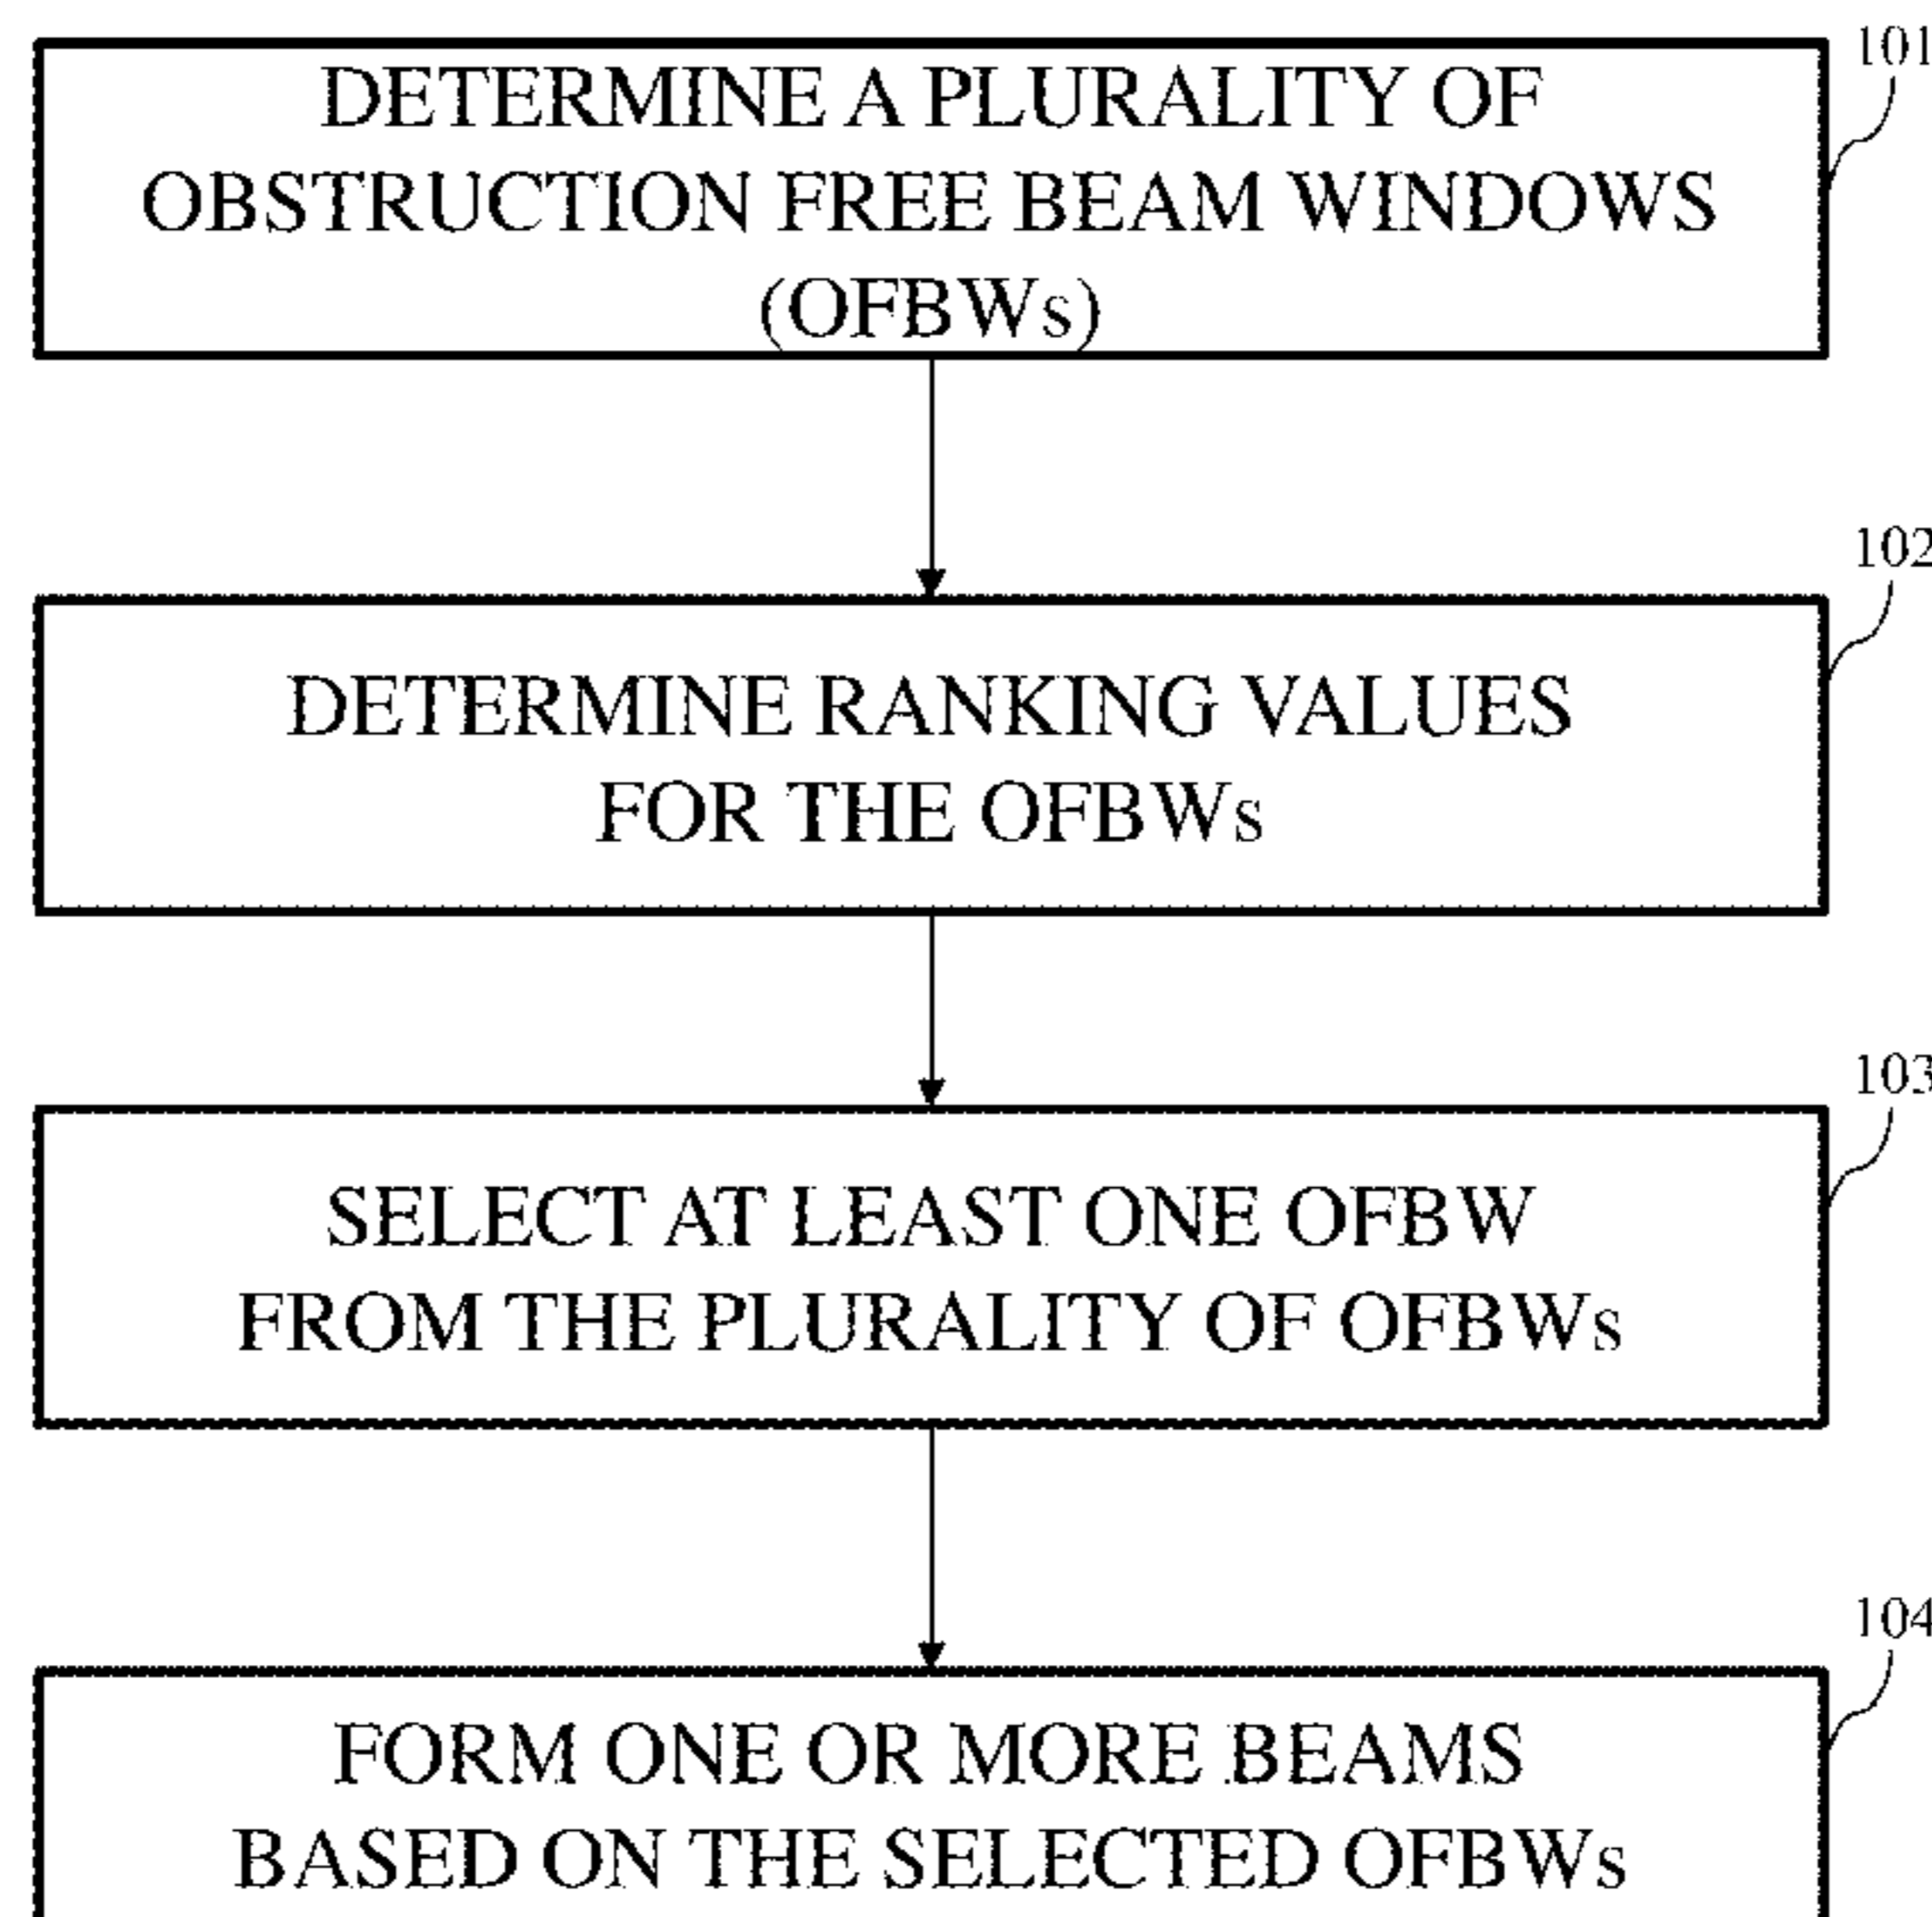 101
DETERMINE A PLURALITY OF
OBSTRUCTION FREE BEAM WINDOWS
(OFBWs)
102
DETERMINE RANKING VALUES
FOR THE OFBWs
103
SELECT AT LEAST ONE OFBW
FROM THE PLURALITY OF OFBWs
104
FORM ONE OR MORE BEAMS
BASED ON THE SELECTED OFBWs